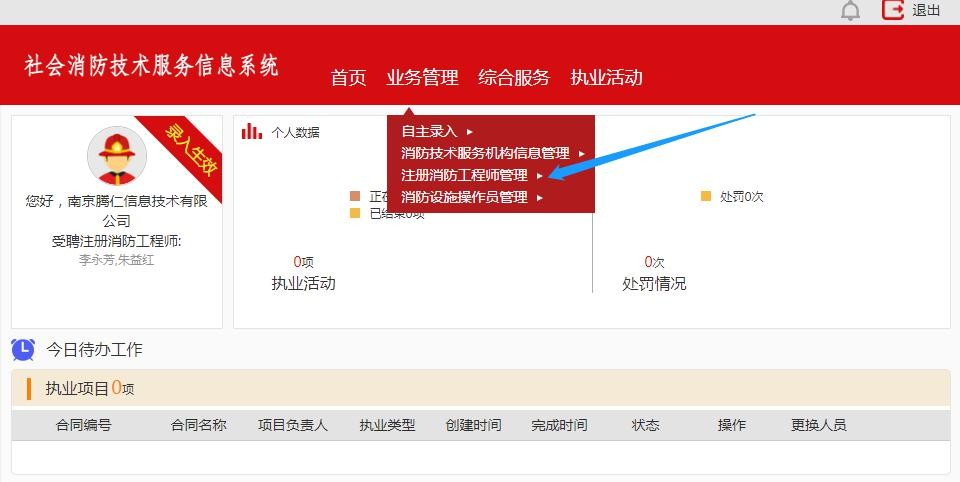 退出
社会消防技术服务信息系统
首页 业务管理 综合服务 执业活动
自主录入
消防技术服务机构信息管理
注册消防工程师管理
消防设施操作员管理
录入生效
您好，南京腾仁信息技术有限
公司
受聘注册消防工程师:
李永芳,朱益红
个人数据
正在
已结束0项
处罚0次
0项
执业活动
0次
处罚情况
今日待办工作
执业项目0项
合同编号 合同名称 项目负责人 执业类型 创建时间 完成时间 状态 操作 更换人员